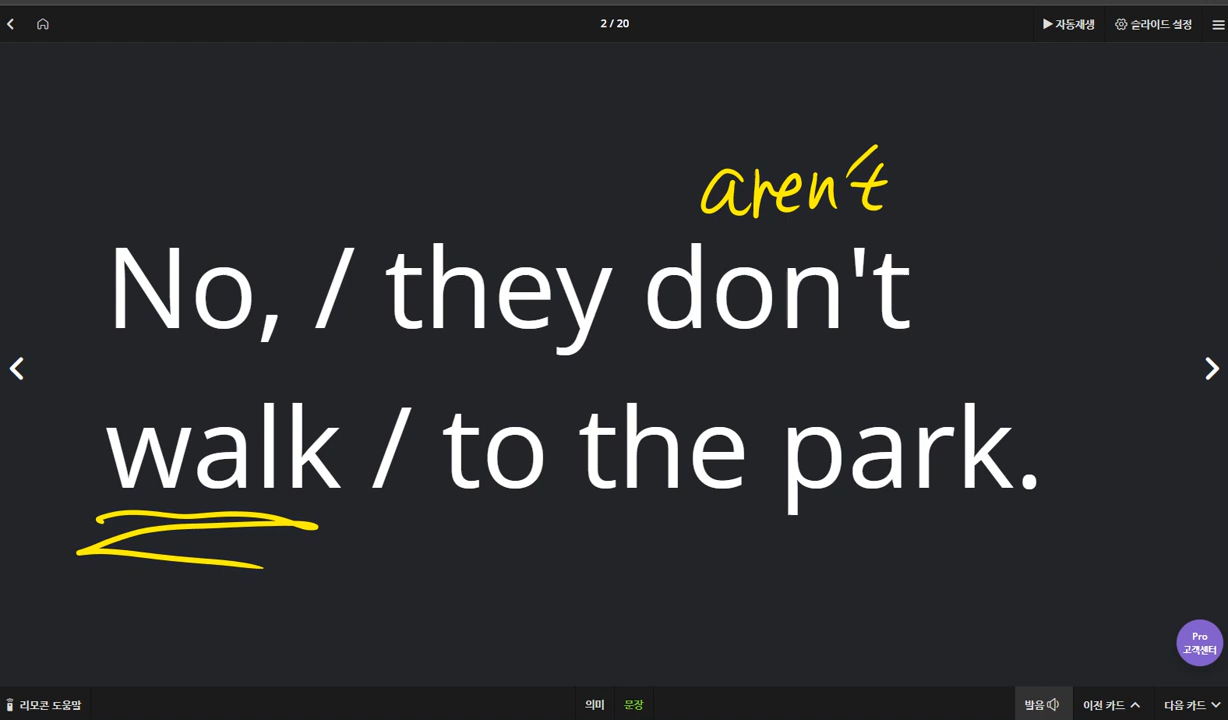 2 / 20
자동재생
슬라이드 설정
aren't
No, / they don't
walk / to the park.
Pro
고객센터
리모콘 도움말
의미
문장
발음
이전 카드
다음 카드